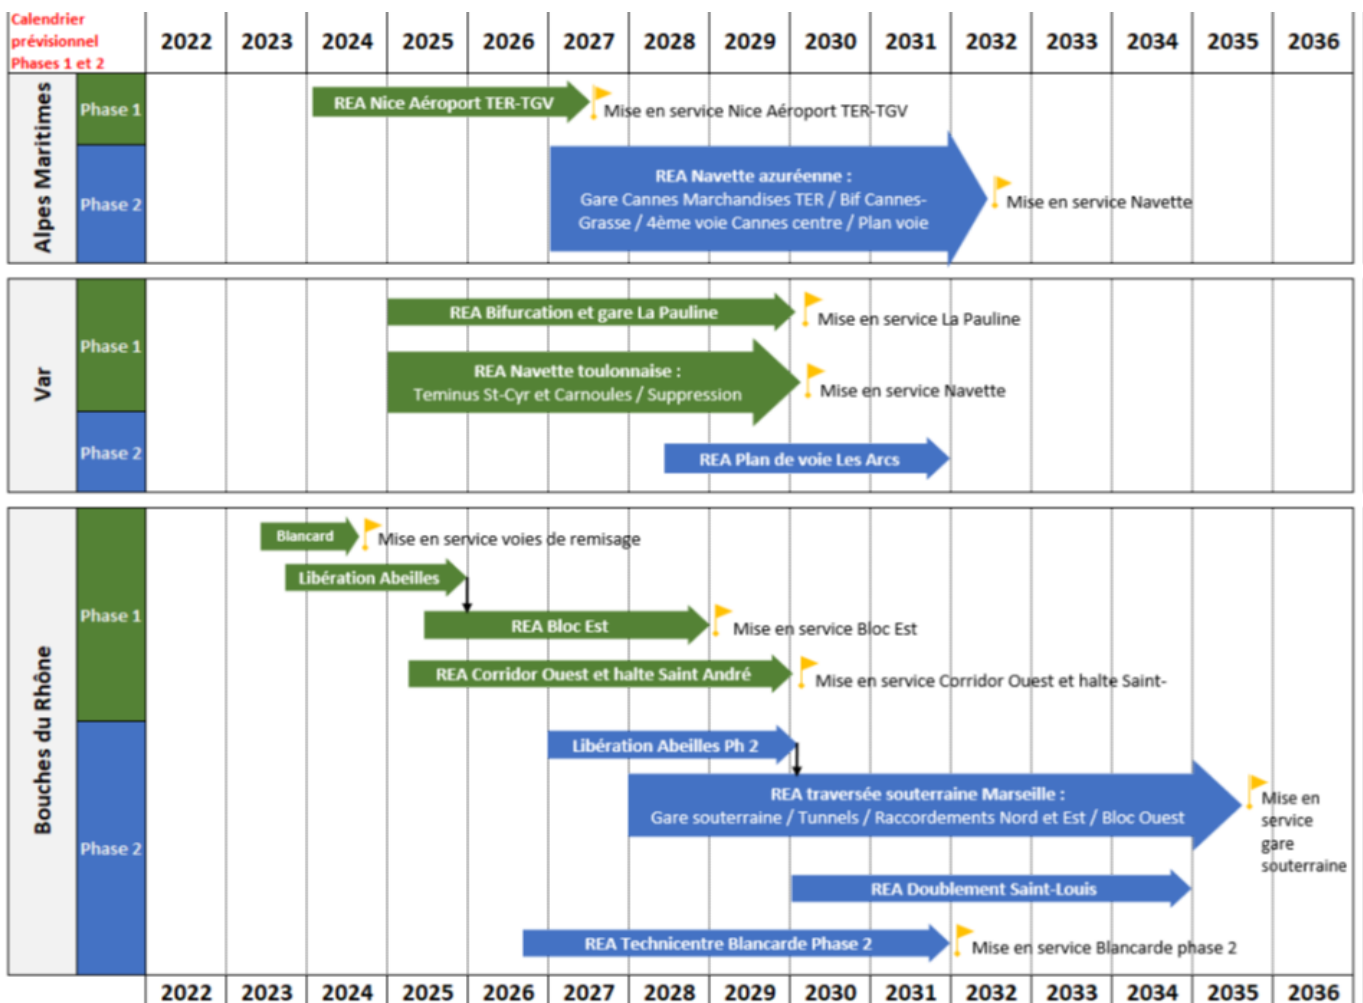 Calendrier
prévisionnel
Phases 1 et 2
2022 2023 2024 2025 2026 2027 2028 2029 2030 2031 2032 2033 2034 2035 2036
Alpes Maritimes
Phase 1
REA Nice Aéroport TER-TGV
Mise en service Nice Aéroport TER-TGV
Phase 2
REA Navette azuréenne :
Gare Cannes Marchandises TER / Bif Cannes-
Grasse / 4ème voie Cannes centre / Plan voie
Mise en service Navette
Var
Phase 1
REA Bifurcation et gare La Pauline
Mise en service La Pauline
REA Navette toulonnaise :
Teminus St-Cyr et Carnoules / Suppression
Mise en service Navette
Phase 2
REA Plan de voie Les Arcs
Bouches du Rhône
Phase 1
Blancard
Mise en service voies de remisage
Libération Abeilles
REA Bloc Est
Mise en service Bloc Est
REA Corridor Ouest et halte Saint André
Mise en service Corridor Ouest et halte Saint-
Phase 2
Libération Abeilles Ph 2
REA traversée souterraine Marseille :
Gare souterraine / Tunnels / Raccordements Nord et Est / Bloc Ouest
Mise en
service
gare
souterraine
REA Doublement Saint-Louis
REA Technicentre Blancarde Phase 2
Mise en service Blancarde phase 2
2022 2023 2024 2025 2026 2027 2028 2029 2030 2031 2032 2033 2034 2035 2036